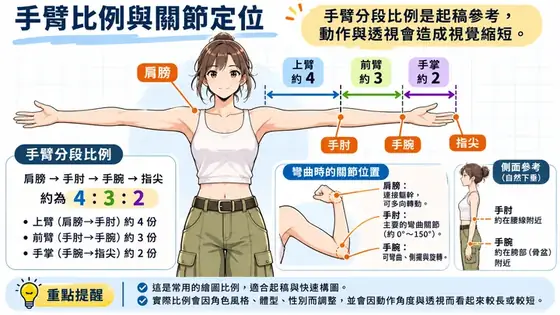 手臂比例與關節定位
手臂分段比例是起稿參考，
動作與透視會造成視覺縮短。
肩膀
上臂
約 4
前臂
約 3
手掌
約 2
手肘
手腕
指尖
手臂分段比例
肩膀 → 手肘 → 手腕 → 指尖
約為 4：3：2
• 上臂（肩膀→手肘）約 4 份
• 前臂（手肘→手腕）約 3 份
• 手掌（手腕→指尖）約 2 份
彎曲時的關節位置
肩膀：
連接軀幹，
可多向轉動。
手肘：
主要的彎曲關節
（約 0°～150°）。
手腕：
可彎曲、側擺與旋轉。
側面參考
（自然下垂）
手肘
約在腰線附近
手腕
約在胯部（骨盆）
附近
重點提醒
這是常用的繪圖比例，適合起稿與快速構圖。
實際比例會因角色風格、體型、性別而調整，並會因動作角度與透視而看起來較長或較短。